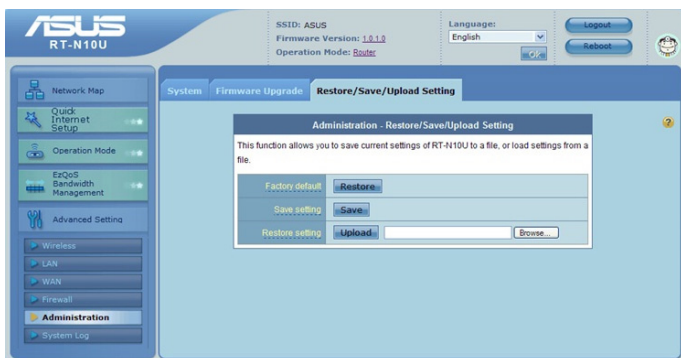 ASUS
RT-N10U
SSID: ASUS
Firmware Version: 1.0.1.0
Operation Mode: Router
Language:
English
OK
Logout
Reboot
Network Map
Quick
Internet
Setup
Operation Mode
EzQoS
Bandwidth
Management
Advanced Setting
Wireless
LAN
WAN
Firewall
Administration
System Log
System
Firmware Upgrade
Restore/Save/Upload Setting
Administration - Restore/Save/Upload Setting
This function allows you to save current settings of RT-N10U to a file, or load settings from a
file.
Factory default Restore
Save setting Save
Restore setting Upload Browse...
?